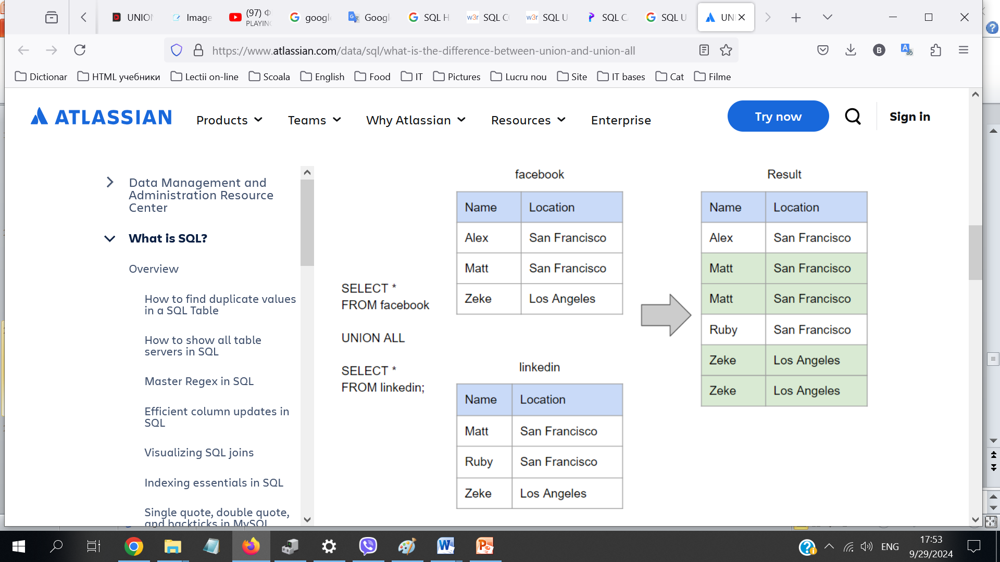 (97) Ф
UNIO
Image
PLAYING
google
Googl
SQL H
w3r SQL C
w3r SQL U
SQL C
SQL U
UN
https://www.atlassian.com/data/sql/what-is-the-difference-between-union-and-union-all
B
Dictionar HTML учебники Lectii on-line Scoala English Food IT Pictures Lucru nou Site IT bases Cat Filme
ATLASSIAN
Products Teams Why Atlassian Resources Enterprise
Try now
Sign in
Data Management and
Administration Resource
Center
What is SQL?
Overview
How to find duplicate values
in a SQL Table
How to show all table
servers in SQL
Master Regex in SQL
Efficient column updates in
SQL
Visualizing SQL joins
Indexing essentials in SQL
Single quote, double quote,
and backticks in MySQL
SELECT *
FROM facebook
UNION ALL
SELECT *
FROM linkedin;
facebook
Name Location
Alex San Francisco
Matt San Francisco
Zeke Los Angeles
linkedin
Name Location
Matt San Francisco
Ruby San Francisco
Zeke Los Angeles
Result
Name Location
Alex San Francisco
Matt San Francisco
Matt San Francisco
Ruby San Francisco
Zeke Los Angeles
Zeke Los Angeles
ENG
17:53
9/29/2024